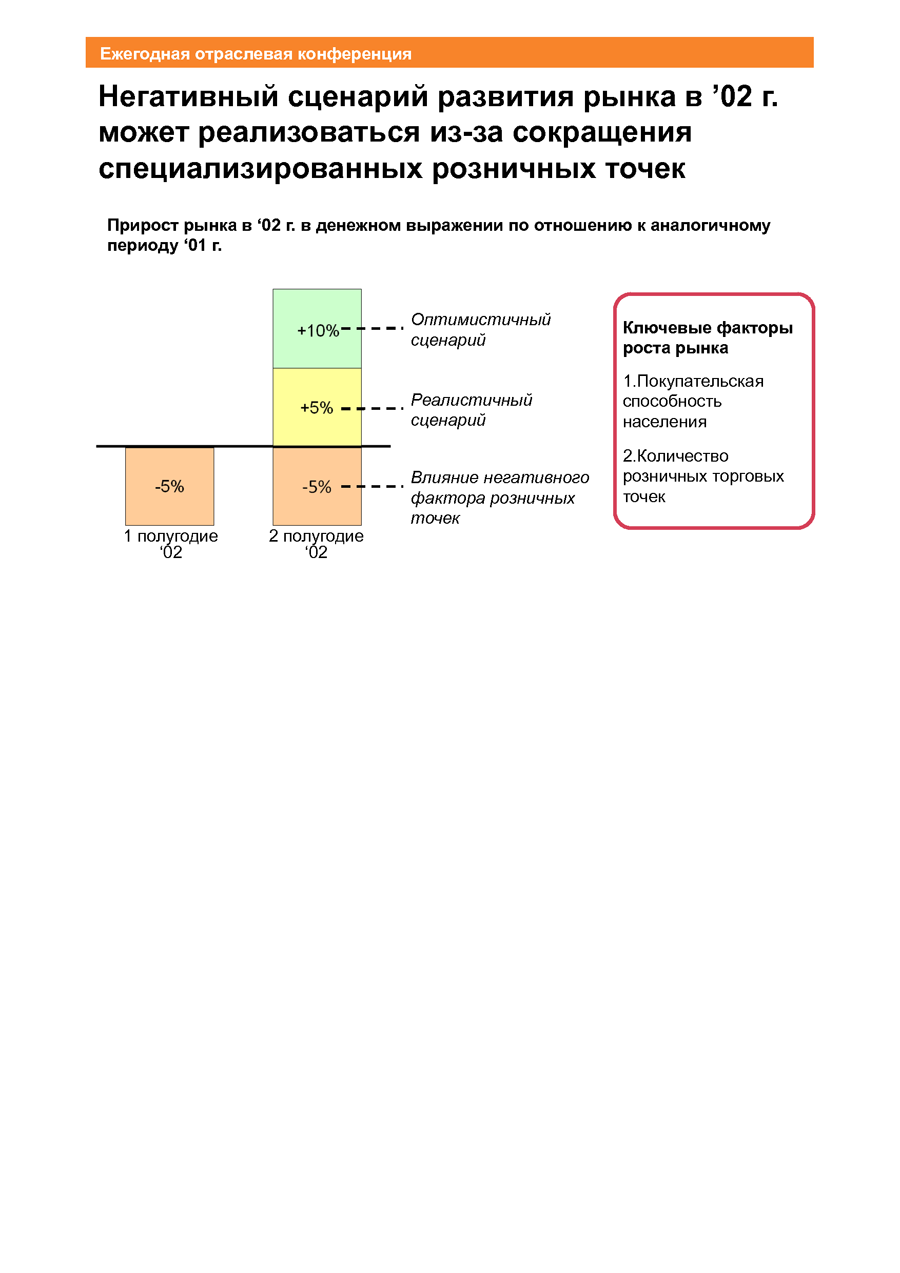 Ежегодная отраслевая конференция
Негативный сценарий развития рынка в ’02 г.
может реализоваться из-за сокращения
специализированных розничных точек
Прирост рынка в ‘02 г. в денежном выражении по отношению к аналогичному
периоду ‘01 г.
+10%
Оптимистичный
сценарий
+5%
Реалистичный
сценарий
-5%
-5%
Влияние негативного
фактора розничных
точек
1 полугодие
‘02
2 полугодие
‘02
Ключевые факторы
роста рынка
1.Покупательская
способность
населения
2.Количество
розничных торговых
точек